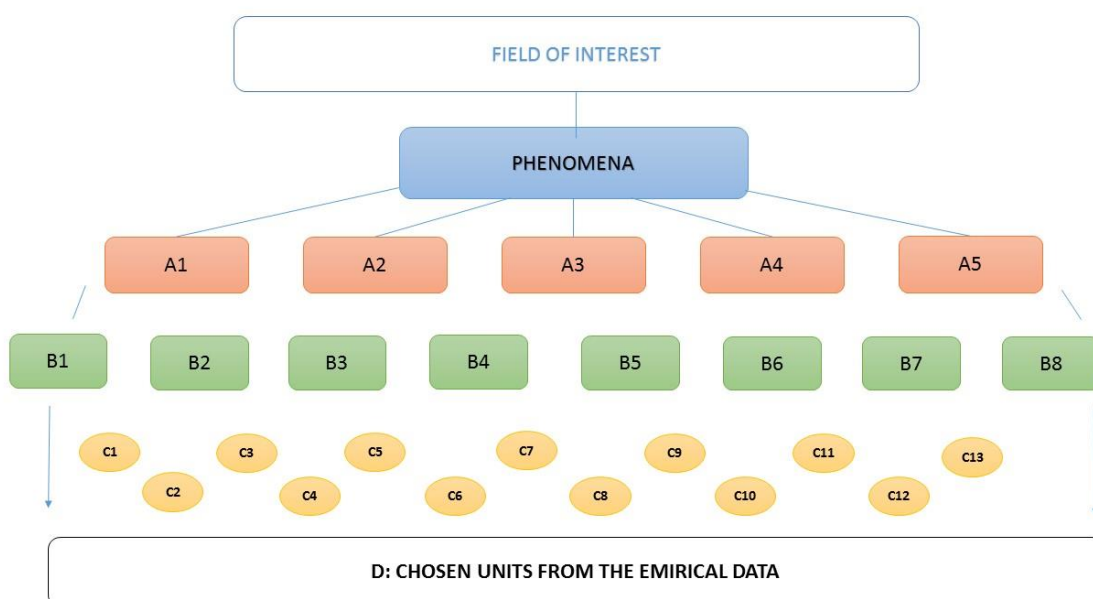 FIELD OF INTEREST
PHENOMENA
A1 A2 A3 A4 A5
B1 B2 B3 B4 B5 B6 B7 B8
C1 C3 C5 C7 C9 C11 C13
C2 C4 C6 C8 C10 C12
D: CHOSEN UNITS FROM THE EMIRICAL DATA